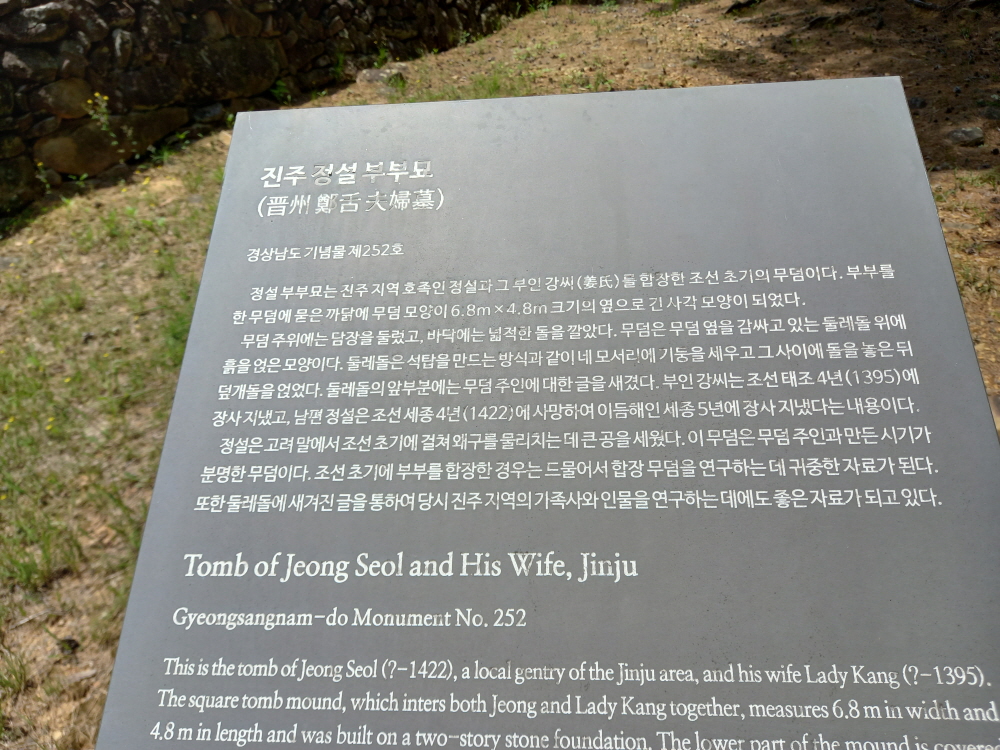 진주 정설 부부묘
(晋州 鄭舌 夫婦墓)
경상남도 기념물 제252호
정설 부부묘는 진주 지역 호족인 정설과 그 부인 강씨(姜氏)를 합장한 조선 초기의 무덤이다. 부부를
한 무덤에 묻은 까닭에 무덤 모양이 6.8m×4.8m 크기의 옆으로 긴 사각 모양이 되었다.
무덤 주위에는 담장을 둘렀고, 바닥에는 넓적한 돌을 깔았다. 무덤은 무덤 옆을 감싸고 있는 둘레돌 위에
흙을 얹은 모양이다. 둘레돌은 석탑을 만드는 방식과 같이 네 모서리에 기둥을 세우고 그 사이에 돌을 놓은 뒤
덮개돌을 얹었다. 둘레돌의 앞부분에는 무덤 주인에 대한 글을 새겼다. 부인 강씨는 조선 태조 4년(1395)에
장사 지냈고, 남편 정설은 조선 세종 4년(1422)에 사망하여 이듬해인 세종 5년에 장사 지냈다는 내용이다.
정설은 고려 말에서 조선 초기에 걸쳐 왜구를 물리치는 데 큰 공을 세웠다. 이 무덤은 무덤 주인과 만든 시기가
분명한 무덤이다. 조선 초기에 부부를 합장한 경우는 드물어서 합장 무덤을 연구하는 데 귀중한 자료가 된다.
또한 둘레돌에 새겨진 글을 통하여 당시 진주 지역의 가족사와 인물을 연구하는 데에도 좋은 자료가 되고 있다.
Tomb of Jeong Seol and His Wife, Jinju
Gyeongsangnam-do Monument No. 252
This is the tomb of Jeong Seol (?-1422), a local gentry of the Jinju area, and his wife Lady Kang (?-1395).
The square tomb mound, which inters both Jeong and Lady Kang together, measures 6.8 m in width and
4.8 m in length and was built on a two-story stone foundation. The lower part of the mound is